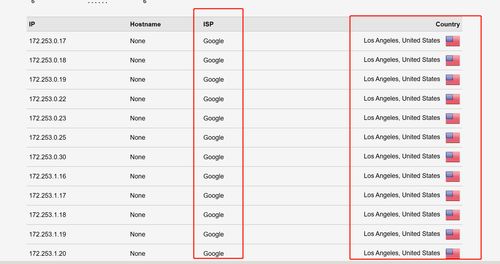 IP Hostname ISP Country
172.253.0.17 None Google Los Angeles, United States
172.253.0.18 None Google Los Angeles, United States
172.253.0.19 None Google Los Angeles, United States
172.253.0.22 None Google Los Angeles, United States
172.253.0.23 None Google Los Angeles, United States
172.253.0.25 None Google Los Angeles, United States
172.253.0.30 None Google Los Angeles, United States
172.253.1.16 None Google Los Angeles, United States
172.253.1.17 None Google Los Angeles, United States
172.253.1.18 None Google Los Angeles, United States
172.253.1.19 None Google Los Angeles, United States
172.253.1.20 None Google Los Angeles, United States